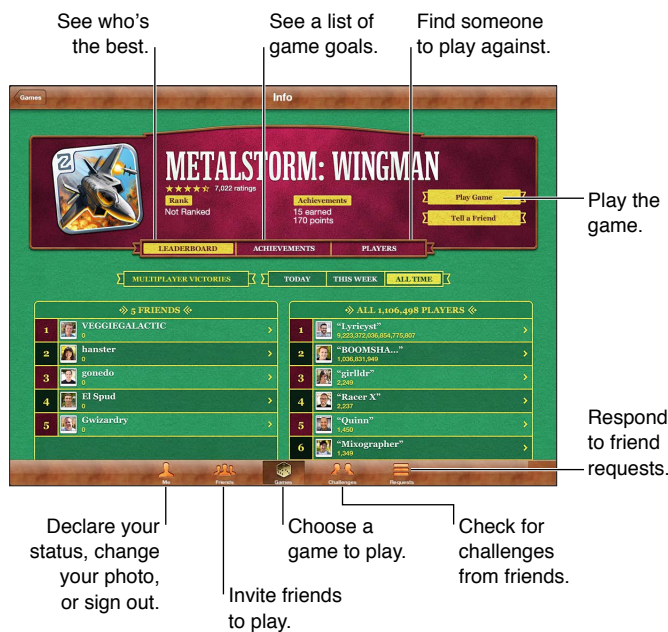 See who's
the best.
See a list of
game goals.
Find someone
to play against.
Games
Info
METALSTORM: WINGMAN
7,022 ratings
Rank
Not Ranked
Achievements
15 earned
170 points
Play Game
Tell a Friend
Play the
game.
LEADERBOARD ACHIEVEMENTS PLAYERS
MULTIPLAYER VICTORIES TODAY THIS WEEK ALL TIME
5 FRIENDS
1 VEGGIEGALACTIC
0
2 hanster
0
3 gonedo
0
4 El Spud
0
5 Gwizardry
0
ALL 1,106,498 PLAYERS
1 "Lyricyst"
9,223,372,036,854,775,807
2 "BOOMSHA..."
1,036,831,949
3 "girlldr"
2,249
4 "Racer X"
2,237
5 "Quinn"
1,450
6 "Mixographer"
1,349
Respond
to friend
requests.
Me Friends Games Challenges Requests
Declare your
status, change
your photo,
or sign out.
Invite friends
to play.
Choose a
game to play.
Check for
challenges
from friends.